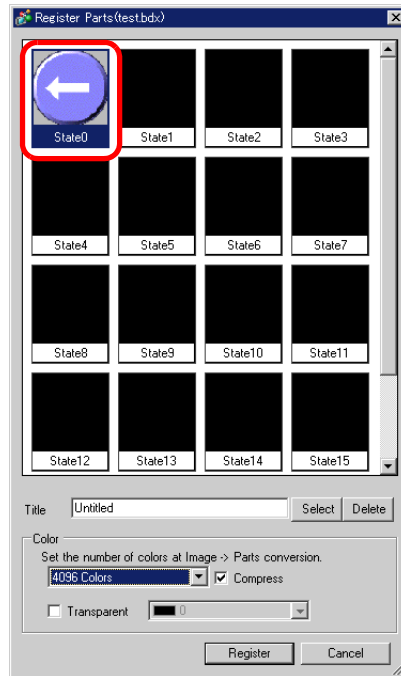 Register Parts(test.bdx)
State0 State1 State2 State3
State4 State5 State6 State7
State8 State9 State10 State11
State12 State13 State14 State15
Title Untitled Select Delete
Color
Set the number of colors at Image -> Parts conversion.
4096 Colors Compress
Transparent 0
Register Cancel